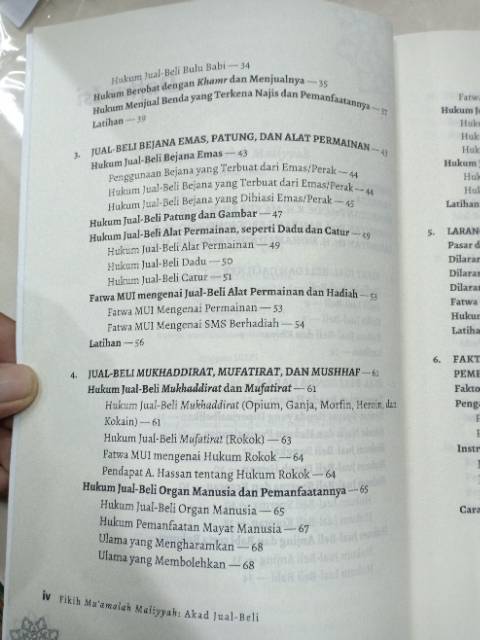 Hukum Jual-Beli Bulu Babi — 34
Hukum Berobat dengan Khamr dan Menjualnya — 35
Hukum Menjual Benda yang Terkena Najis dan Pemanfaatannya — 37
Latihan — 39
3. JUAL-BELI BEJANA EMAS, PATUNG, DAN ALAT PERMAINAN — 43
Hukum Jual-Beli Bejana Emas — 43
Penggunaan Bejana yang Terbuat dari Emas/Perak — 44
Hukum Jual-Beli Bejana yang Terbuat dari Emas/Perak — 44
Hukum Jual-Beli Bejana yang Dihiasi Emas/Perak — 45
Hukum Jual-Beli Patung dan Gambar — 47
Hukum Jual-Beli Alat Permainan, seperti Dadu dan Catur — 49
Hukum Jual-Beli Alat Permainan — 49
Hukum Jual-Beli Dadu — 50
Hukum Jual-Beli Catur — 51
Fatwa MUI mengenai Jual-Beli Alat Permainan dan Hadiah — 53
Fatwa MUI Mengenai Permainan — 53
Fatwa MUI Mengenai SMS Berhadiah — 54
Latihan — 56
4. JUAL-BELI MUKHADDIRAT, MUFATIRAT, DAN MUSHHAF — 61
Hukum Jual-Beli Mukhaddirat dan Mufatirat — 61
Hukum Jual-Beli Mukhaddirat (Opium, Ganja, Morfin, Heroin, dan
Kokain) — 61
Hukum Jual-Beli Mufatirat (Rokok) — 63
Fatwa MUI mengenai Hukum Rokok — 64
Pendapat A. Hassan tentang Hukum Rokok — 64
Hukum Jual-Beli Organ Manusia dan Pemanfaatannya — 65
Hukum Jual-Beli Organ Manusia — 65
Hukum Pemanfaatan Mayat Manusia — 67
Ulama yang Mengharamkan — 68
Ulama yang Membolehkan — 68
iv Fikih Mu'amalah Maliyyah: Akad Jual-Beli
Fatwa
Hukum J
Huku
Huk
Huk
Hukum
Huk
Huk
Latihan
5. LARAN
Pasar d
Dilaran
Dilaran
Dilaran
Fatwa
Hukur
Latiha
6. FAKT
PEMB
Fakto
Penga
Instr
Cara